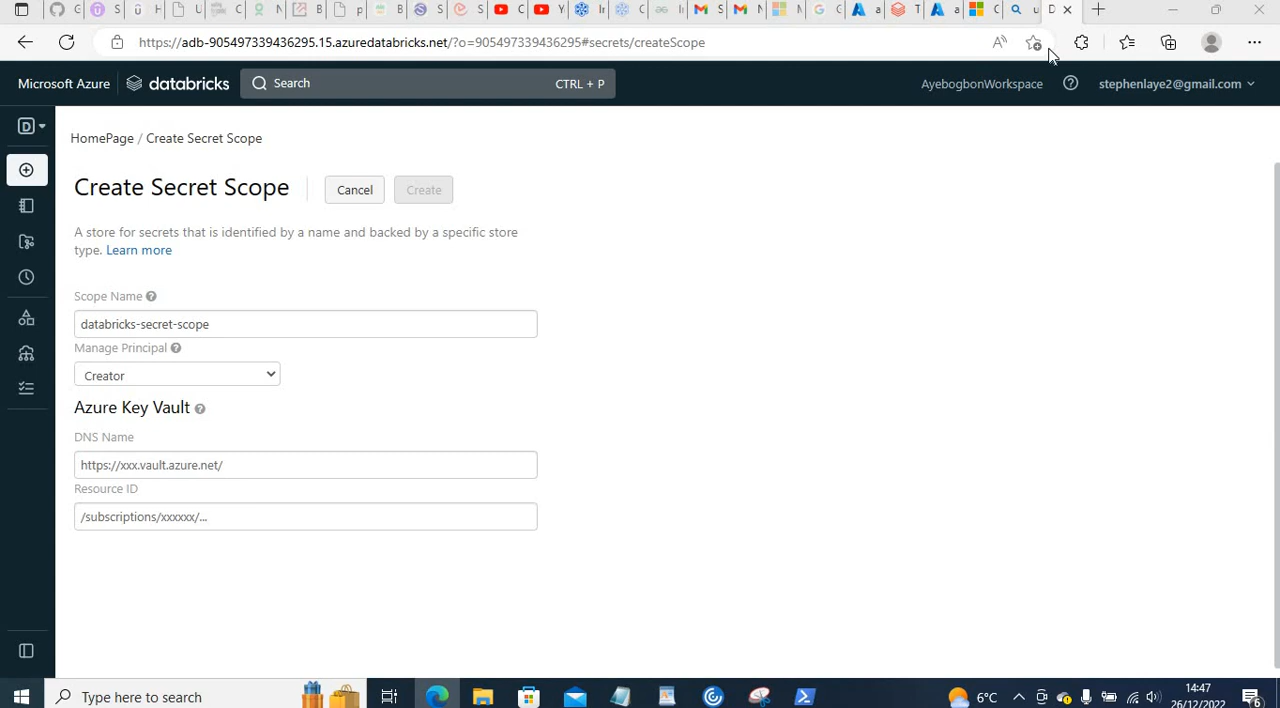 https://adb-905497339436295.15.azuredatabricks.net/?o=905497339436295#secrets/createScope
Microsoft Azure databricks Search CTRL + P AyebogbonWorkspace stephenlaye2@gmail.com
HomePage / Create Secret Scope
Create Secret Scope Cancel Create
A store for secrets that is identified by a name and backed by a specific store
type. Learn more
Scope Name
databricks-secret-scope
Manage Principal
Creator
Azure Key Vault
DNS Name
https://xxx.vault.azure.net/
Resource ID
/subscriptions/xxxxxx/...
Type here to search 6°C 14:47
26/12/2022 6